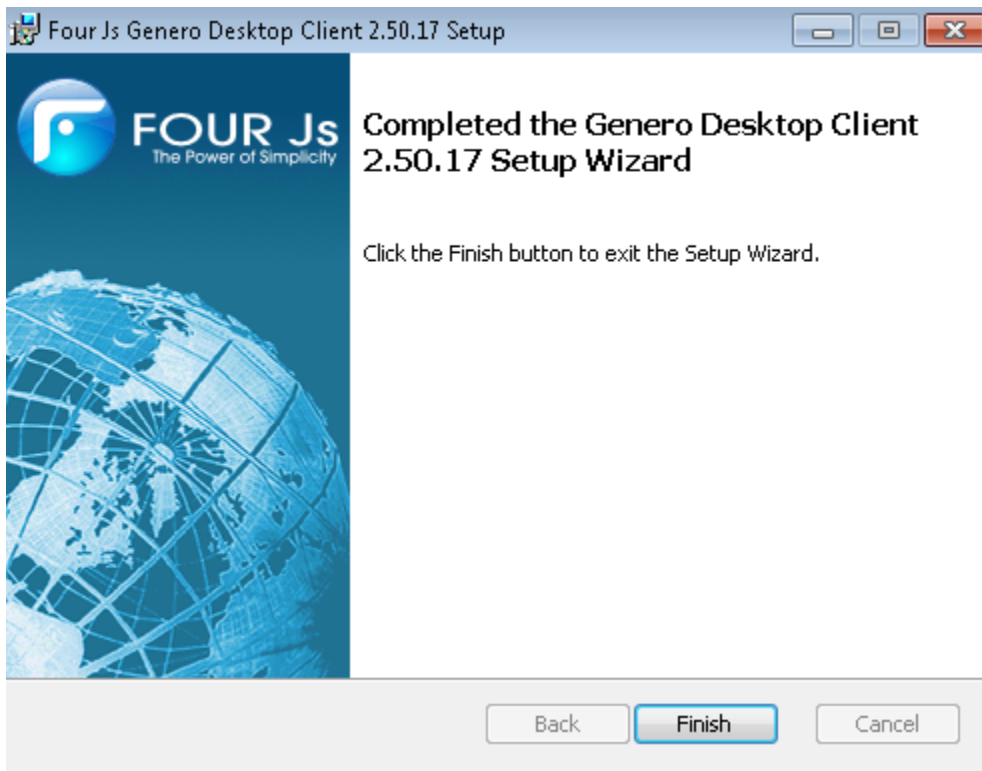 Four Js Genero Desktop Client 2.50.17 Setup
FOUR Js
The Power of Simplicity
Completed the Genero Desktop Client
2.50.17 Setup Wizard
Click the Finish button to exit the Setup Wizard.
Back
Finish
Cancel